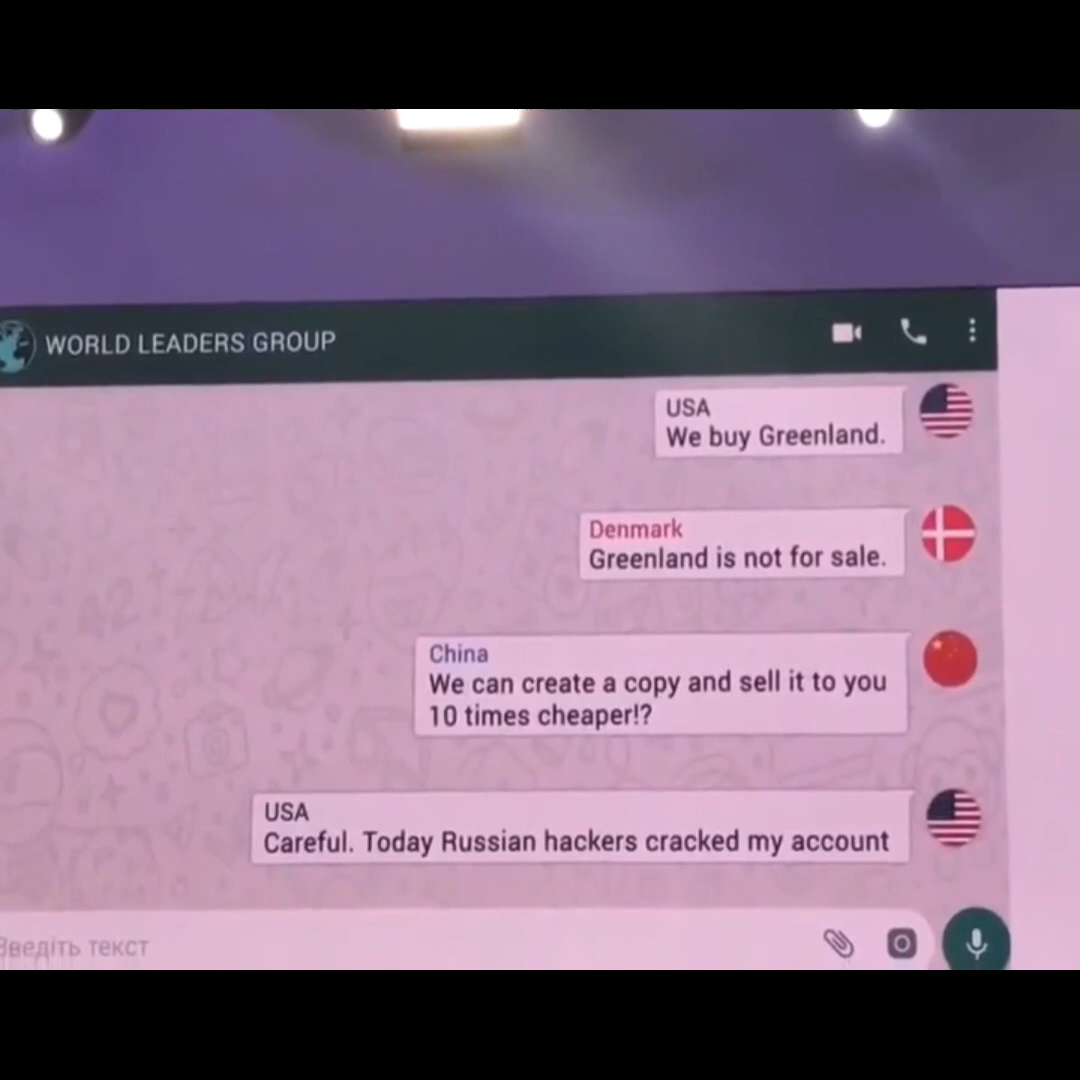 WORLD LEADERS GROUP
USA
We buy Greenland.
Denmark
Greenland is not for sale.
China
We can create a copy and sell it to you
10 times cheaper!?
USA
Careful. Today Russian hackers cracked my account
Введіть текст